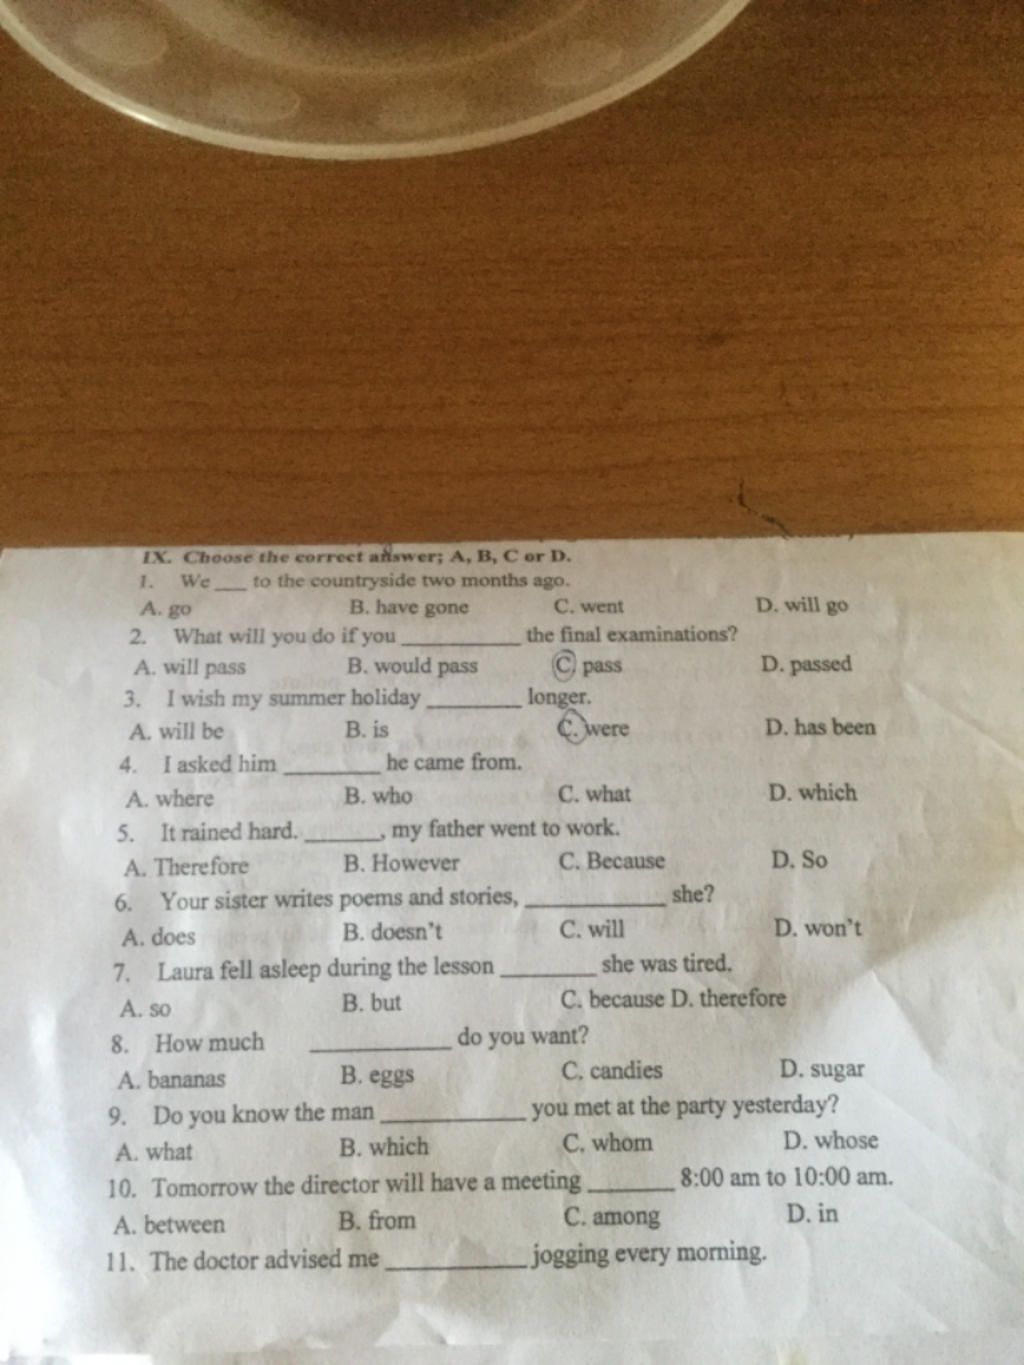 IX. Choose the correct answer; A, B, C or D.
1. We ___ to the countryside two months ago.
A. go B. have gone C. went D. will go
2. What will you do if you __________ the final examinations?
A. will pass B. would pass C. pass D. passed
3. I wish my summer holiday ________ longer.
A. will be B. is C. were D. has been
4. I asked him ________ he came from.
A. where B. who C. what D. which
5. It rained hard. ______, my father went to work.
A. Therefore B. However C. Because D. So
6. Your sister writes poems and stories, ___________ she?
A. does B. doesn't C. will D. won't
7. Laura fell asleep during the lesson ________ she was tired.
A. so B. but C. because D. therefore
8. How much ___________ do you want?
A. bananas B. eggs C. candies D. sugar
9. Do you know the man ___________ you met at the party yesterday?
A. what B. which C. whom D. whose
10. Tomorrow the director will have a meeting _______ 8:00 am to 10:00 am.
A. between B. from C. among D. in
11. The doctor advised me ___________ jogging every morning.